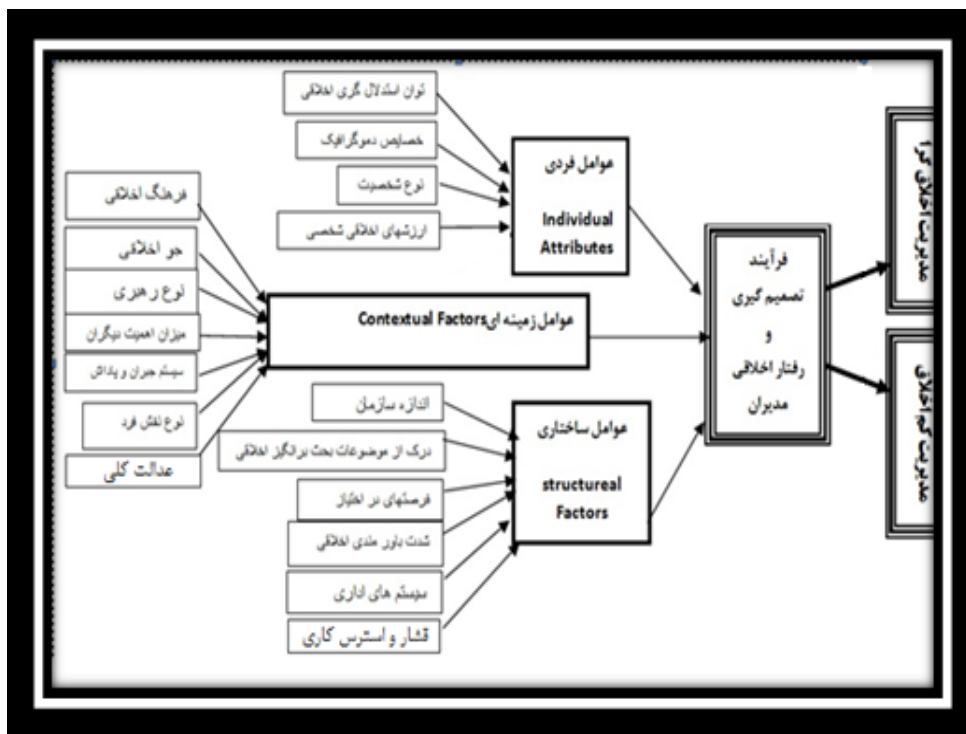 توان استدلال گری اخلاقی
خصایص دموگرافیک
نوع شخصیت
ارزشهای اخلاقی شخصی
عوامل فردی
Individual
Attributes
فرهنگ اخلاقی
جو اخلاقی
نوع رهبری
میزان اهمیت دیگران
سیستم جبران و پاداش
نوع نقش فرد
عدالت کلی
عوامل زمینه ای Contextual Factors
اندازه سازمان
درک از موضوعات بحث برانگیز اخلاقی
فرصتهای در اختیار
شدت باور مندی اخلاقی
سیستم های اداری
قشار و استرس کاری
عوامل ساختاری
structureal
Factors
فرآیند
تصمیم گیری
و
رفتار اخلاقی
مدیران
مدیریت اخلاق گرا
مدیریت کم اخلاق